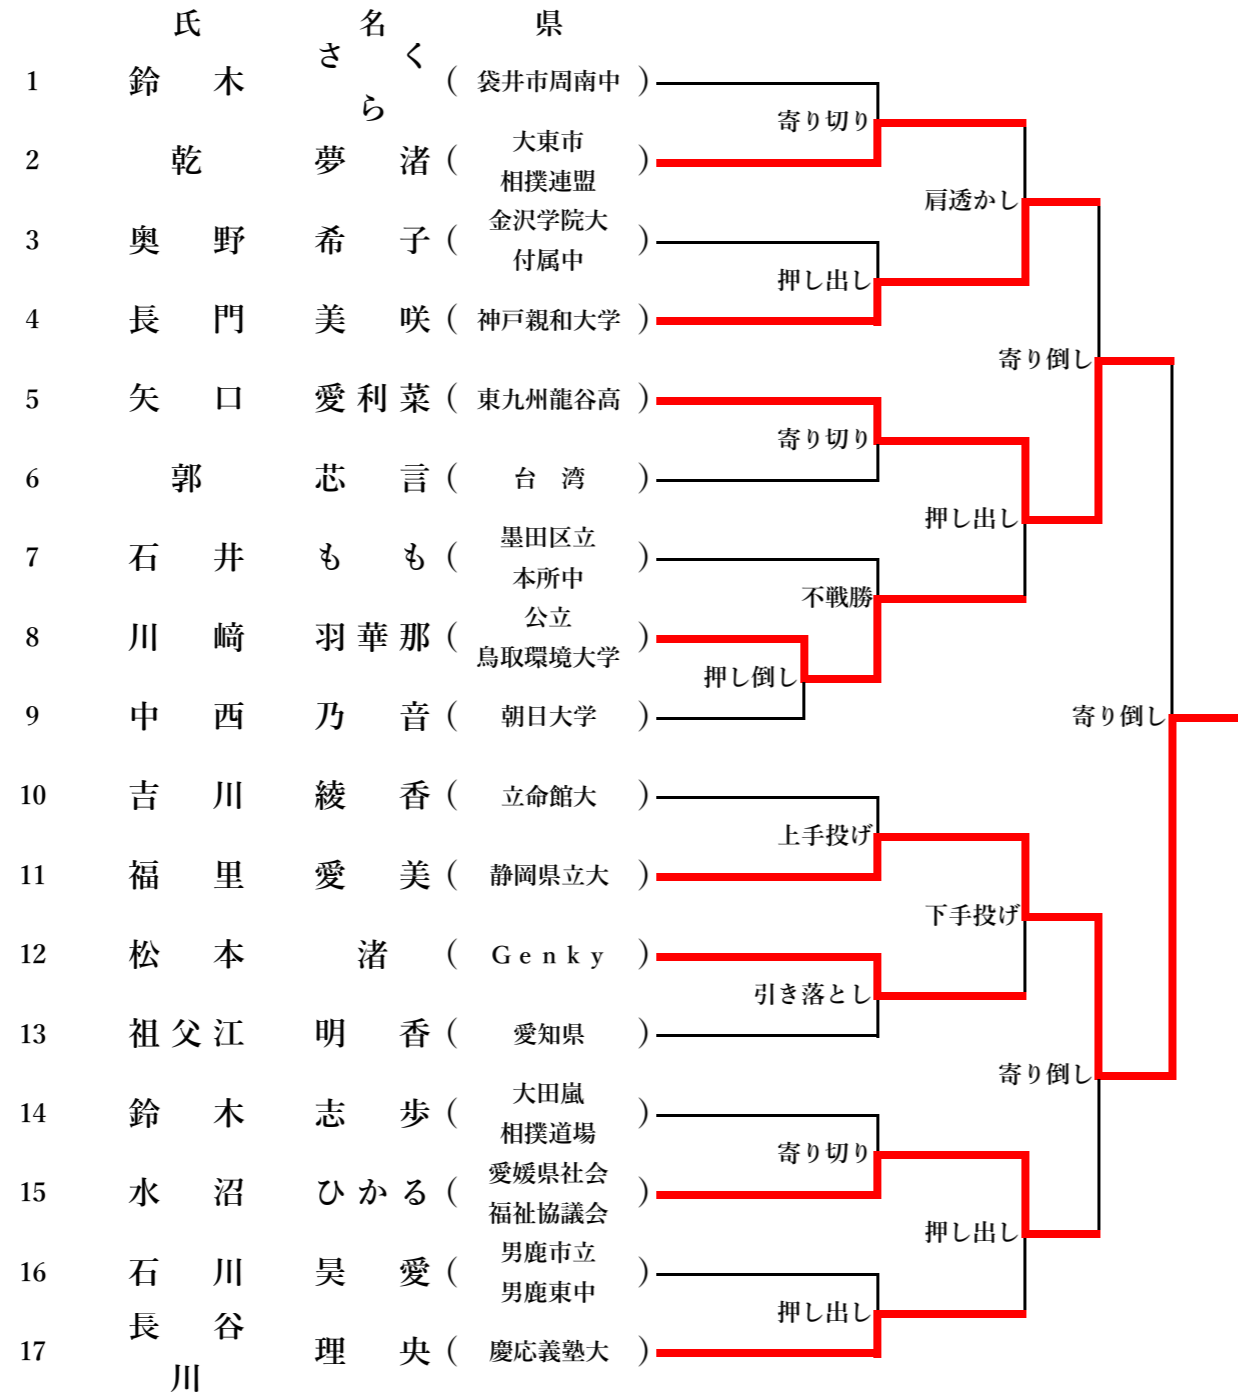 氏 名 県
1 鈴木 さくら ( 袋井市周南中 )
寄り切り
2 乾 夢渚 ( 大東市 相撲連盟 )
肩透かし
3 奥野 希子 ( 金沢学院大 付属中 )
押し出し
4 長門 美咲 ( 神戸親和大学 )
寄り倒し
5 矢口 愛利菜 ( 東九州龍谷高 )
寄り切り
6 郭 芯言 ( 台 湾 )
押し出し
7 石井 もも ( 墨田区立 本所中 )
不戦勝
8 川﨑 羽華那 ( 公立 鳥取環境大学 )
押し倒し
9 中西 乃音 ( 朝日大学 )
寄り倒し
10 吉川 綾香 ( 立命館大 )
上手投げ
11 福里 愛美 ( 静岡県立大 )
下手投げ
12 松本 渚 ( Genky )
引き落とし
13 祖父江 明香 ( 愛知県 )
寄り倒し
14 鈴木 志歩 ( 大田嵐 相撲道場 )
寄り切り
15 水沼 ひかる ( 愛媛県社会 福祉協議会 )
押し出し
16 石川 昊愛 ( 男鹿市立 男鹿東中 )
押し出し
17 長谷川 理央 ( 慶応義塾大 )